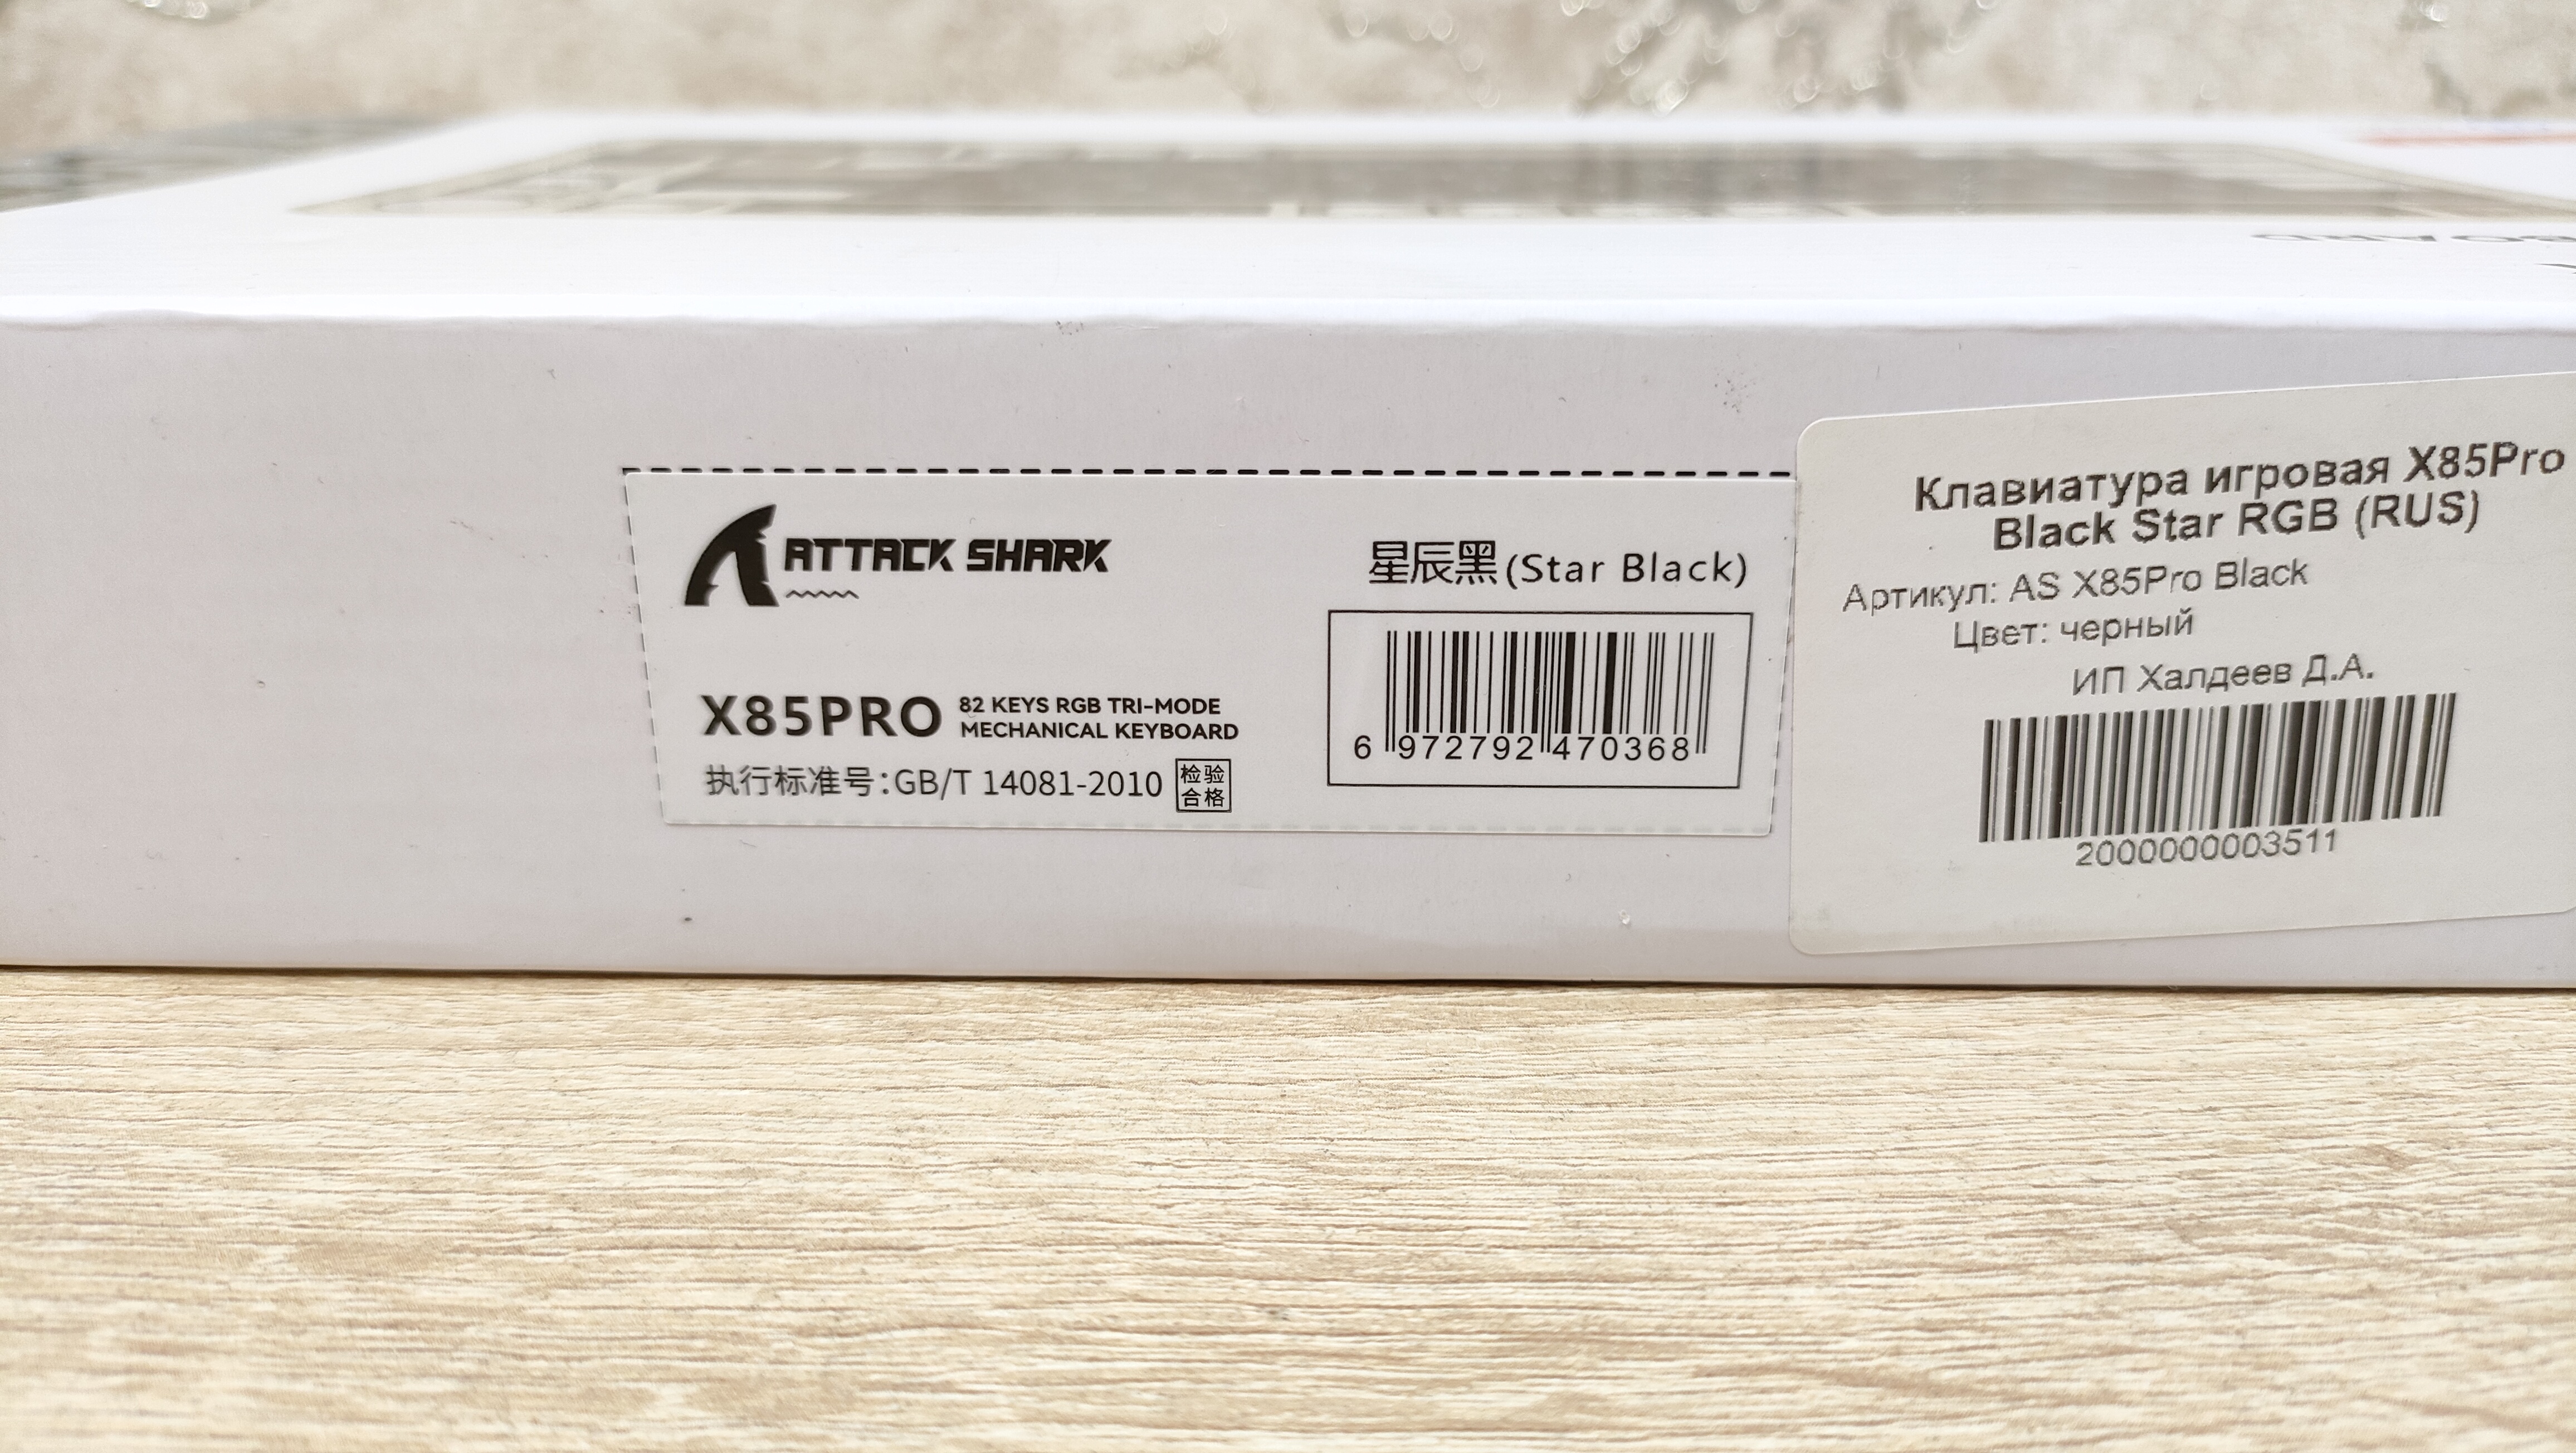 ATTACK SHARK
星辰黑(Star Black)
X85PRO
82 KEYS RGB TRI-MODE
MECHANICAL KEYBOARD
执行标准号:GB/T 14081-2010
检验
合格
6 972792 470368
Клавиатура игровая X85Pro
Black Star RGB (RUS)
Артикул: AS X85Pro Black
Цвет: черный
ИП Халдеев Д.А.
2000000003511